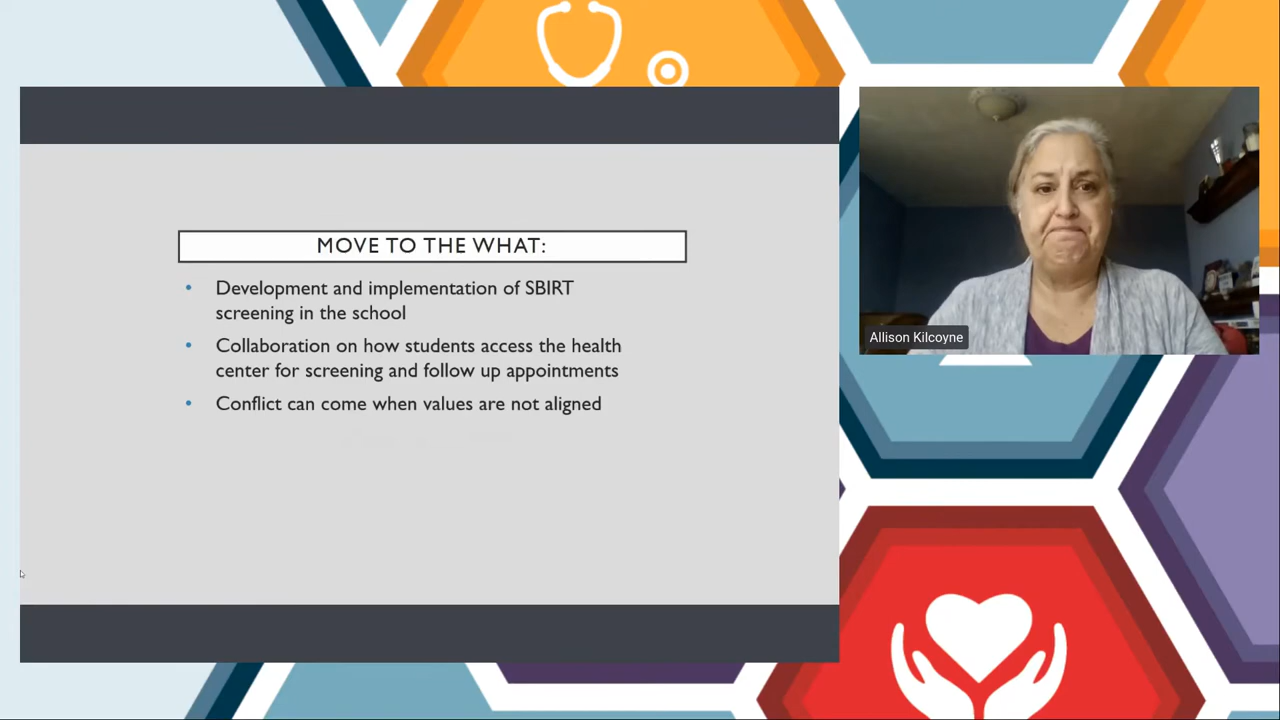 MOVE TO THE WHAT:
• Development and implementation of SBIRT
screening in the school
• Collaboration on how students access the health
center for screening and follow up appointments
• Conflict can come when values are not aligned
Allison Kilcoyne